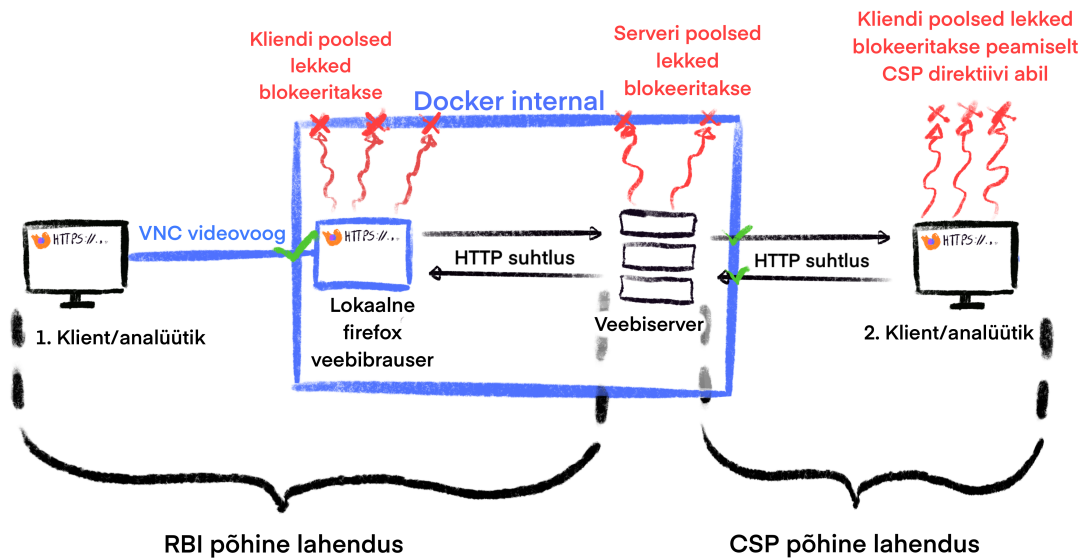 Kliendi poolsed
lekked
blokeeritakse
Serveri poolsed
lekked
blokeeritakse
Kliendi poolsed lekked
blokeeritakse peamiselt
CSP direktiivi abil
Docker internal
HTTPS://...
VNC videovoog
HTTPS://...
HTTP suhtlus
HTTP suhtlus
HTTPS://...
1. Klient/analüütik
Lokaalne
firefox
veebibrauser
Veebiserver
2. Klient/analüütik
RBI põhine lahendus
CSP põhine lahendus